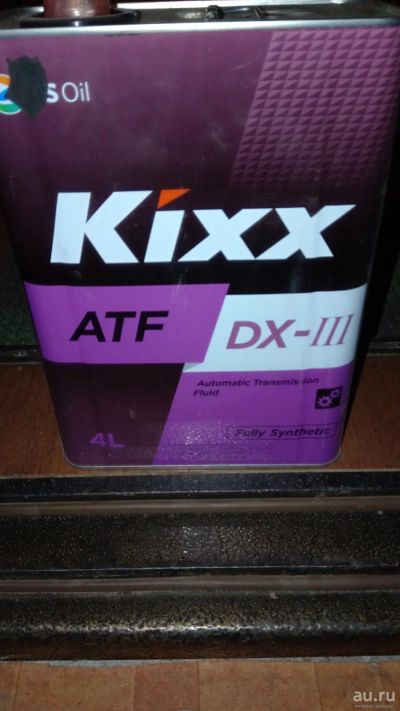 S Oil
Kixx
ATF
DX-III
Automatic Transmission
Fluid
4L
Fully Synthetic
au.ru